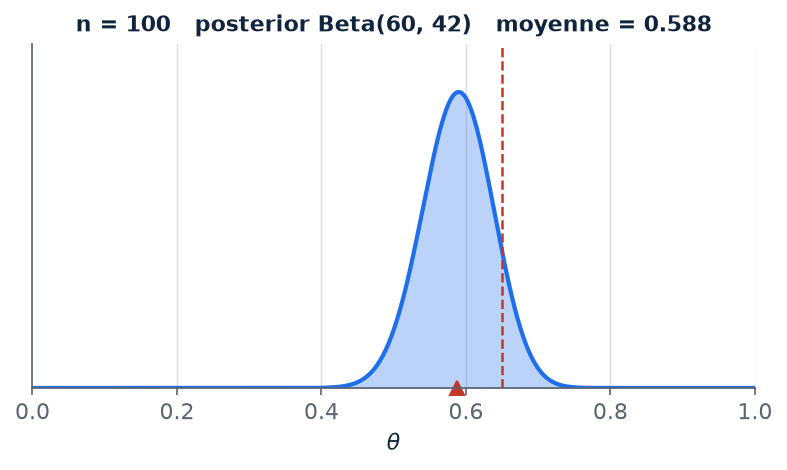 n = 100   posterior Beta(60, 42)   moyenne = 0.588
0.0 0.2 0.4 0.6 0.8 1.0
θ